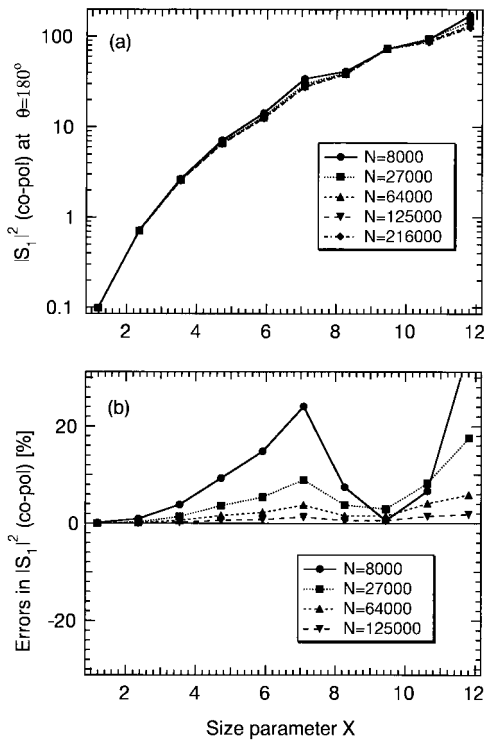 (a)
|S₁|² (co-pol) at θ=180°
100
10
1
0.1
N=8000
N=27000
N=64000
N=125000
N=216000
2 4 6 8 10 12
(b)
Errors in |S₁|² (co-pol) [%]
20
0
-20
N=8000
N=27000
N=64000
N=125000
2 4 6 8 10 12
Size parameter X